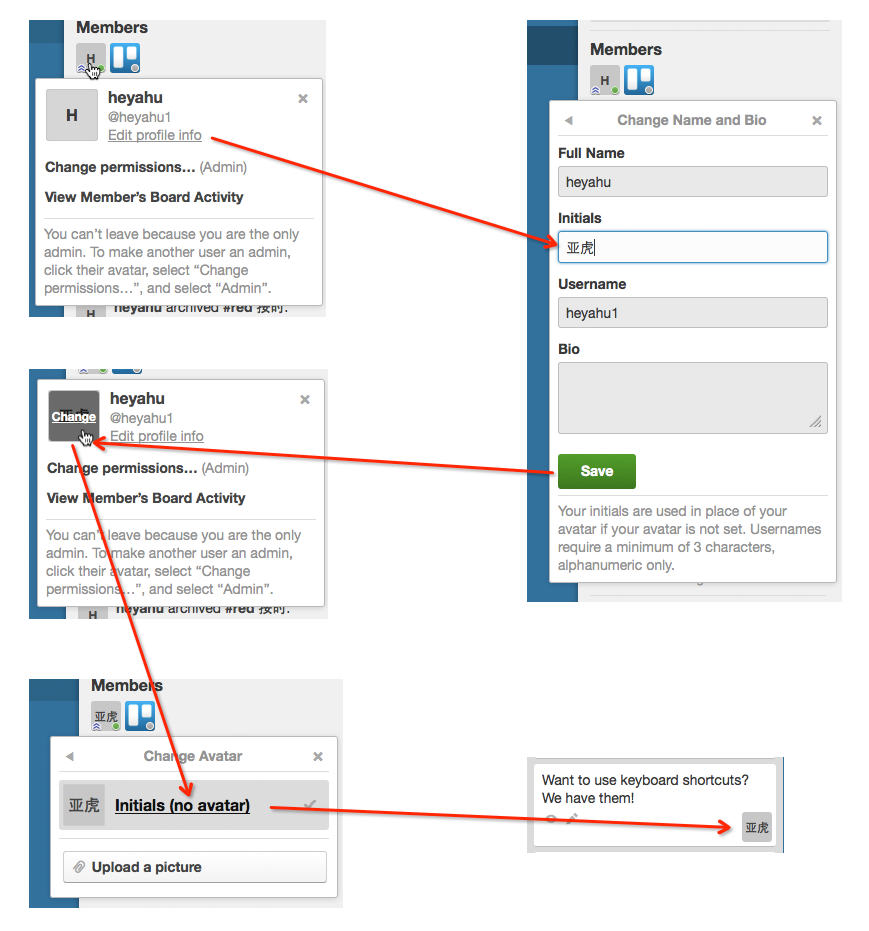 Members
H
heyahu
H
@heyahu1
Edit profile info
Change permissions… (Admin)
View Member's Board Activity
You can't leave because you are the only
admin. To make another user an admin,
click their avatar, select “Change
permissions…”, and select “Admin”.
H heyahu archived #red 按时.
Members
H
Change Name and Bio
Full Name
heyahu
Initials
亚虎
Username
heyahu1
Bio
Save
Your initials are used in place of your
avatar if your avatar is not set. Usernames
require a minimum of 3 characters,
alphanumeric only.
heyahu
Change
@heyahu1
Edit profile info
Change permissions… (Admin)
View Member's Board Activity
You can't leave because you are the only
admin. To make another user an admin,
click their avatar, select “Change
permissions…”, and select “Admin”.
H heyahu archived #red 按时.
Members
亚虎
Change Avatar
亚虎 Initials (no avatar)
Upload a picture
Want to use keyboard shortcuts?
We have them!
亚虎